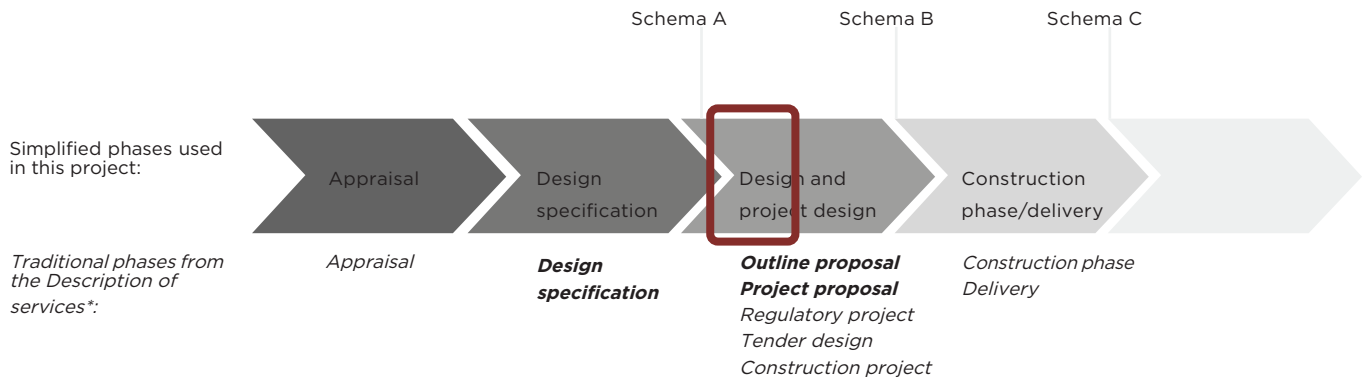 Schema A
Schema B
Schema C
Simplified phases used
in this project:
Appraisal
Design
specification
Design and
project design
Construction
phase/delivery
Traditional phases from
the Description of
services*:
Appraisal
Design
specification
Outline proposal
Project proposal
Regulatory project
Tender design
Construction project
Construction phase
Delivery